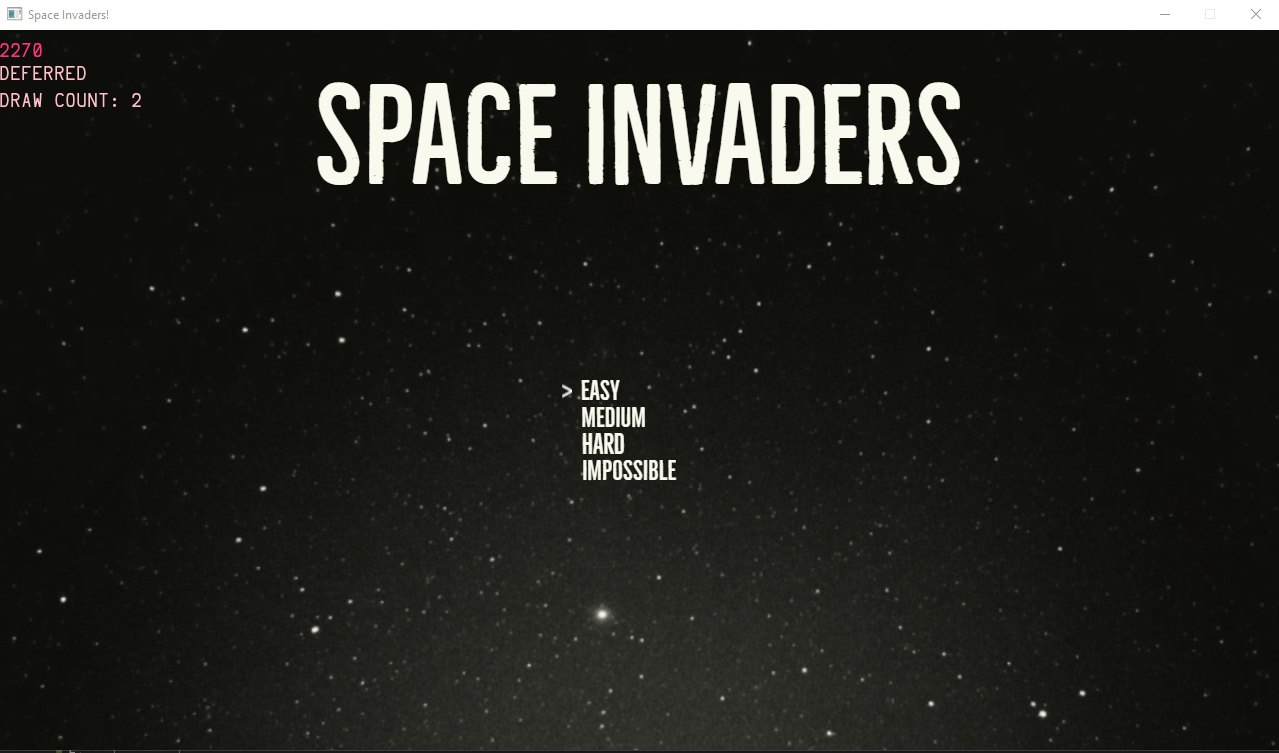 Space Invaders!
2270
DEFERRED
DRAW COUNT: 2
SPACE INVADERS
> EASY
MEDIUM
HARD
IMPOSSIBLE